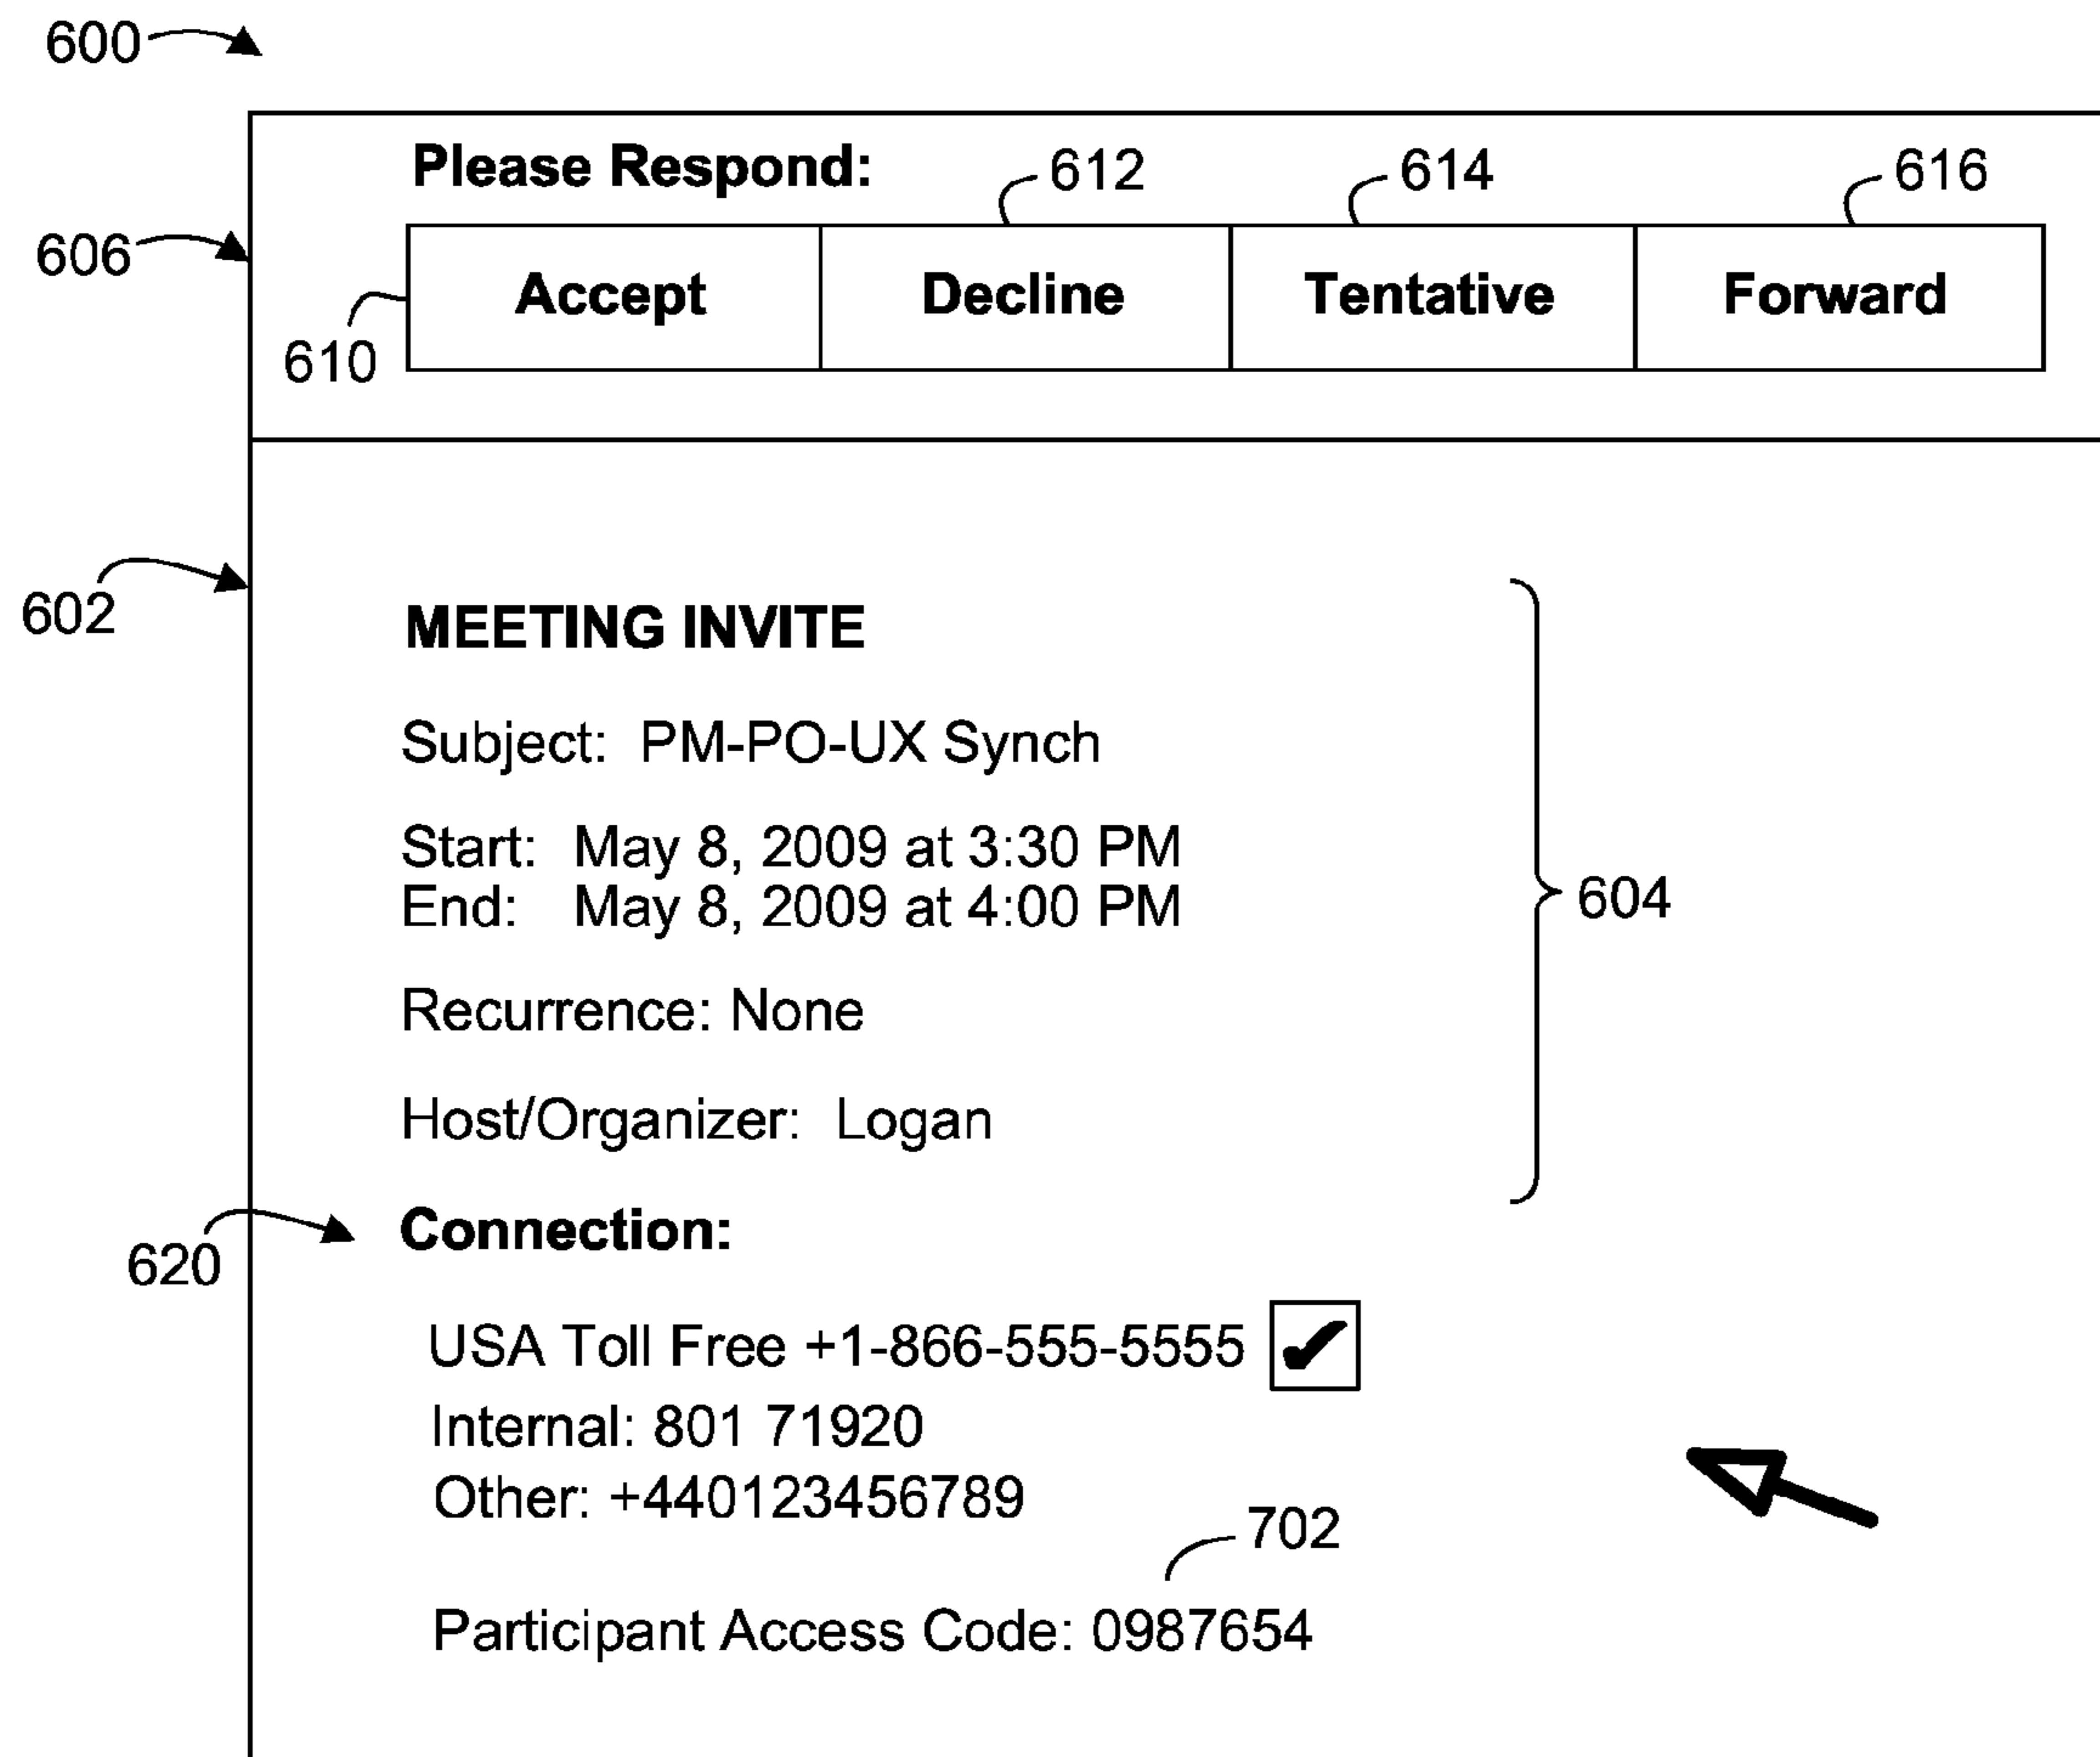 600
Please Respond: 612 614 616
606
Accept Decline Tentative Forward
610
602
MEETING INVITE
Subject: PM-PO-UX Synch
Start: May 8, 2009 at 3:30 PM
End: May 8, 2009 at 4:00 PM
604
Recurrence: None
Host/Organizer: Logan
Connection:
620
USA Toll Free +1-866-555-5555
Internal: 801 71920
Other: +440123456789
702
Participant Access Code: 0987654